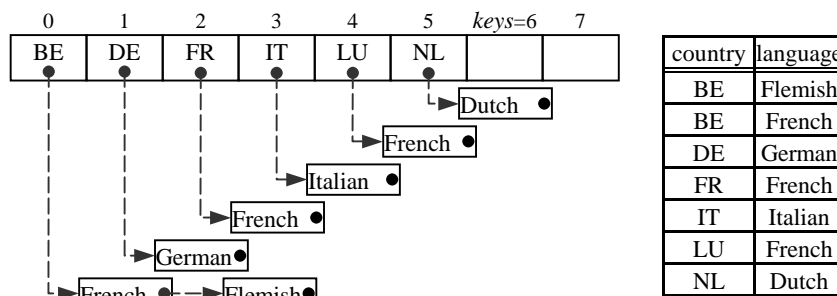 0 1 2 3 4 5 keys=6 7
BE DE FR IT LU NL
Dutch
French
Italian
French
German
French Flemish
country language
BE Flemish
BE French
DE German
FR French
IT Italian
LU French
NL Dutch